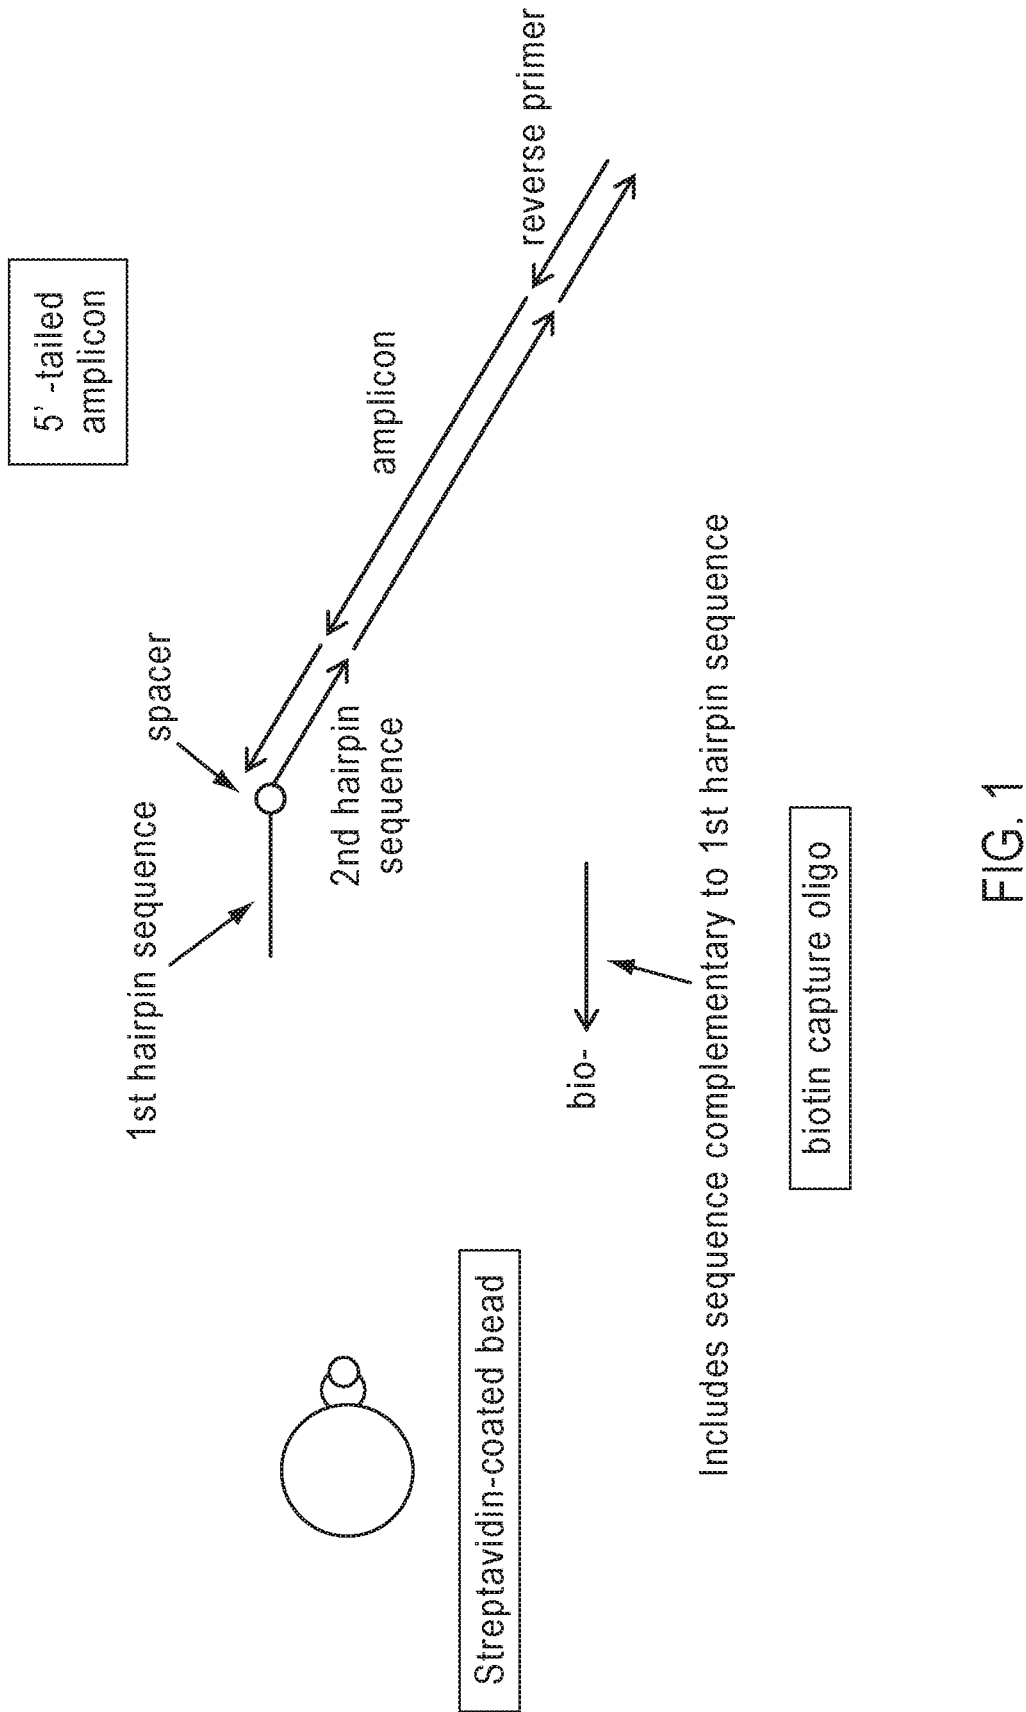 5' -tailed
amplicon
1st hairpin sequence
spacer
amplicon
reverse primer
2nd hairpin
sequence
Streptavidin-coated bead
bio-
Includes sequence complementary to 1st hairpin sequence
biotin capture oligo
FIG. 1